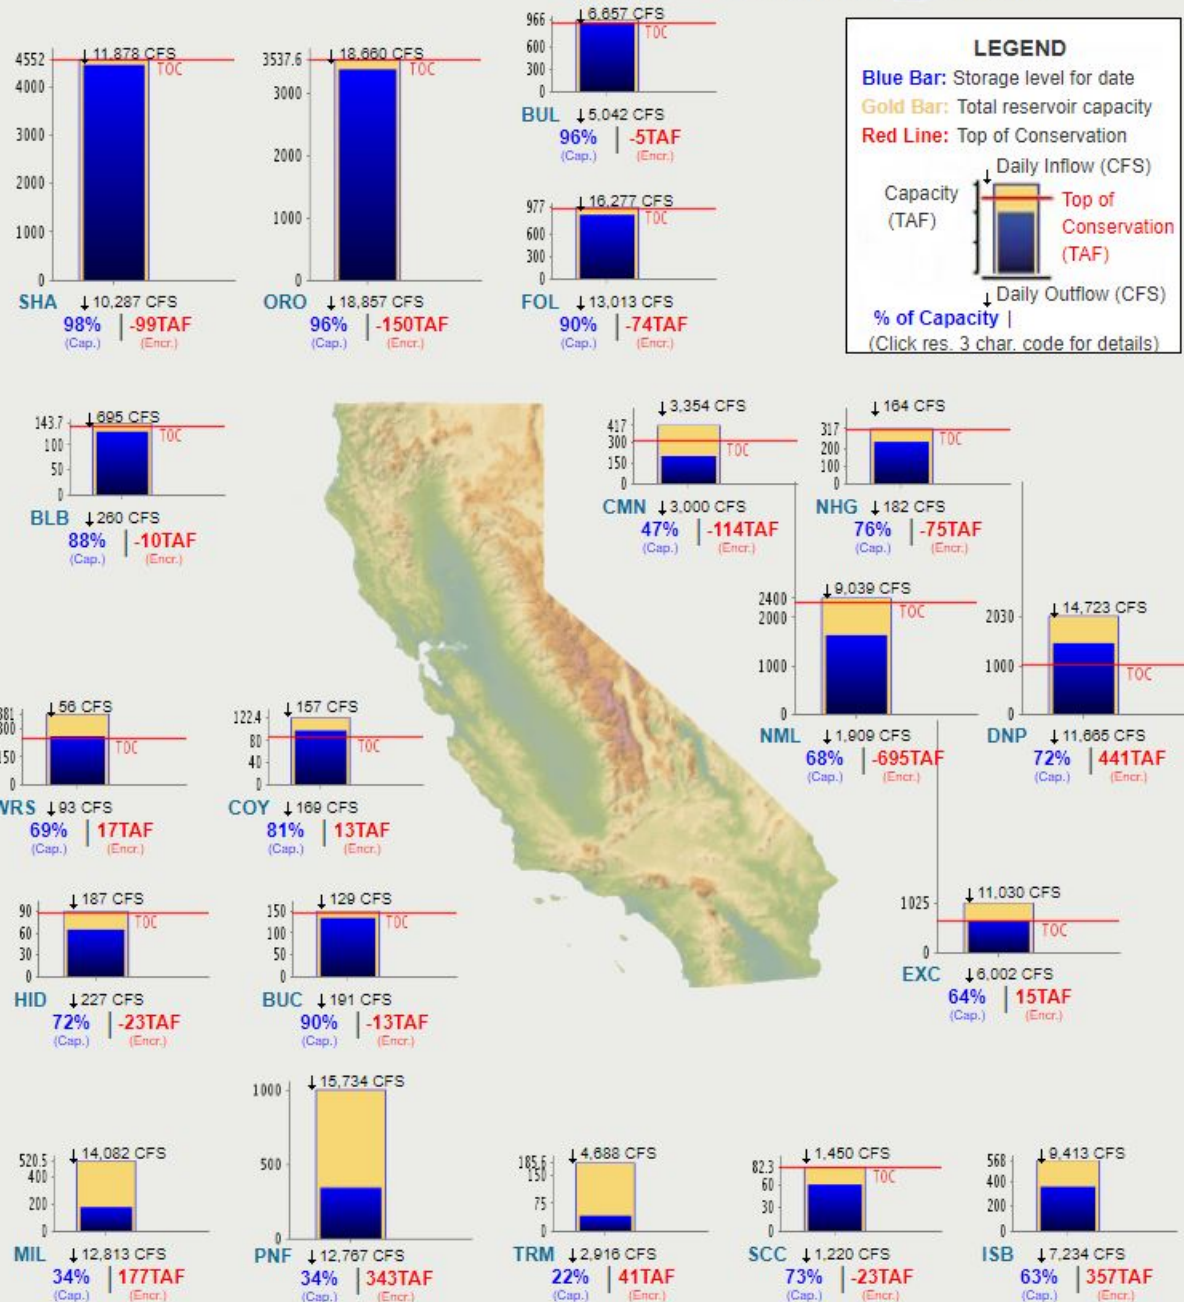 LEGEND
Blue Bar: Storage level for date
Gold Bar: Total reservoir capacity
Red Line: Top of Conservation
↓ Daily Inflow (CFS)
Capacity
(TAF)
Top of
Conservation
(TAF)
↓ Daily Outflow (CFS)
% of Capacity |
(Click res. 3 char. code for details)
↓ 11,878 CFS
4552
TOC
4000
3000
2000
1000
0
SHA ↓ 10,287 CFS
98% | -99TAF
(Cap.) (Encr.)
↓ 18,660 CFS
3537.6
TOC
3000
2000
1000
0
ORO ↓ 18,857 CFS
96% | -150TAF
(Cap.) (Encr.)
↓ 6,657 CFS
966
TOC
600
300
0
BUL ↓ 5,042 CFS
96% | -5TAF
(Cap.) (Encr.)
↓ 16,277 CFS
977
TOC
600
300
0
FOL ↓ 13,013 CFS
90% | -74TAF
(Cap.) (Encr.)
↓ 695 CFS
143.7
TOC
100
50
0
BLB ↓ 260 CFS
88% | -10TAF
(Cap.) (Encr.)
↓ 3,354 CFS
417
300
TOC
150
0
CMN ↓ 3,000 CFS
47% | -114TAF
(Cap.) (Encr.)
↓ 164 CFS
317
TOC
200
100
0
NHG ↓ 182 CFS
76% | -75TAF
(Cap.) (Encr.)
↓ 9,039 CFS
2400
TOC
2000
1000
0
NML ↓ 1,909 CFS
68% | -695TAF
(Cap.) (Encr.)
↓ 14,723 CFS
2030
1000
TOC
0
DNP ↓ 11,665 CFS
72% | 441TAF
(Cap.) (Encr.)
↓ 56 CFS
381
300
TOC
150
0
WRS ↓ 93 CFS
69% | 17TAF
(Cap.) (Encr.)
↓ 157 CFS
122.4
80
TOC
40
0
COY ↓ 169 CFS
81% | 13TAF
(Cap.) (Encr.)
↓ 187 CFS
90
TOC
60
30
0
HID ↓ 227 CFS
72% | -23TAF
(Cap.) (Encr.)
↓ 129 CFS
150
TOC
100
50
0
BUC ↓ 191 CFS
90% | -13TAF
(Cap.) (Encr.)
↓ 11,030 CFS
1025
TOC
0
EXC ↓ 6,002 CFS
64% | 15TAF
(Cap.) (Encr.)
↓ 14,082 CFS
520.5
400
200
0
MIL ↓ 12,813 CFS
34% | 177TAF
(Cap.) (Encr.)
↓ 15,734 CFS
1000
500
0
PNF ↓ 12,767 CFS
34% | 343TAF
(Cap.) (Encr.)
↓ 4,688 CFS
185.6
150
75
0
TRM ↓ 2,916 CFS
22% | 41TAF
(Cap.) (Encr.)
↓ 1,450 CFS
82.3
TOC
60
30
0
SCC ↓ 1,220 CFS
73% | -23TAF
(Cap.) (Encr.)
↓ 9,413 CFS
568
400
200
0
ISB ↓ 7,234 CFS
63% | 357TAF
(Cap.) (Encr.)